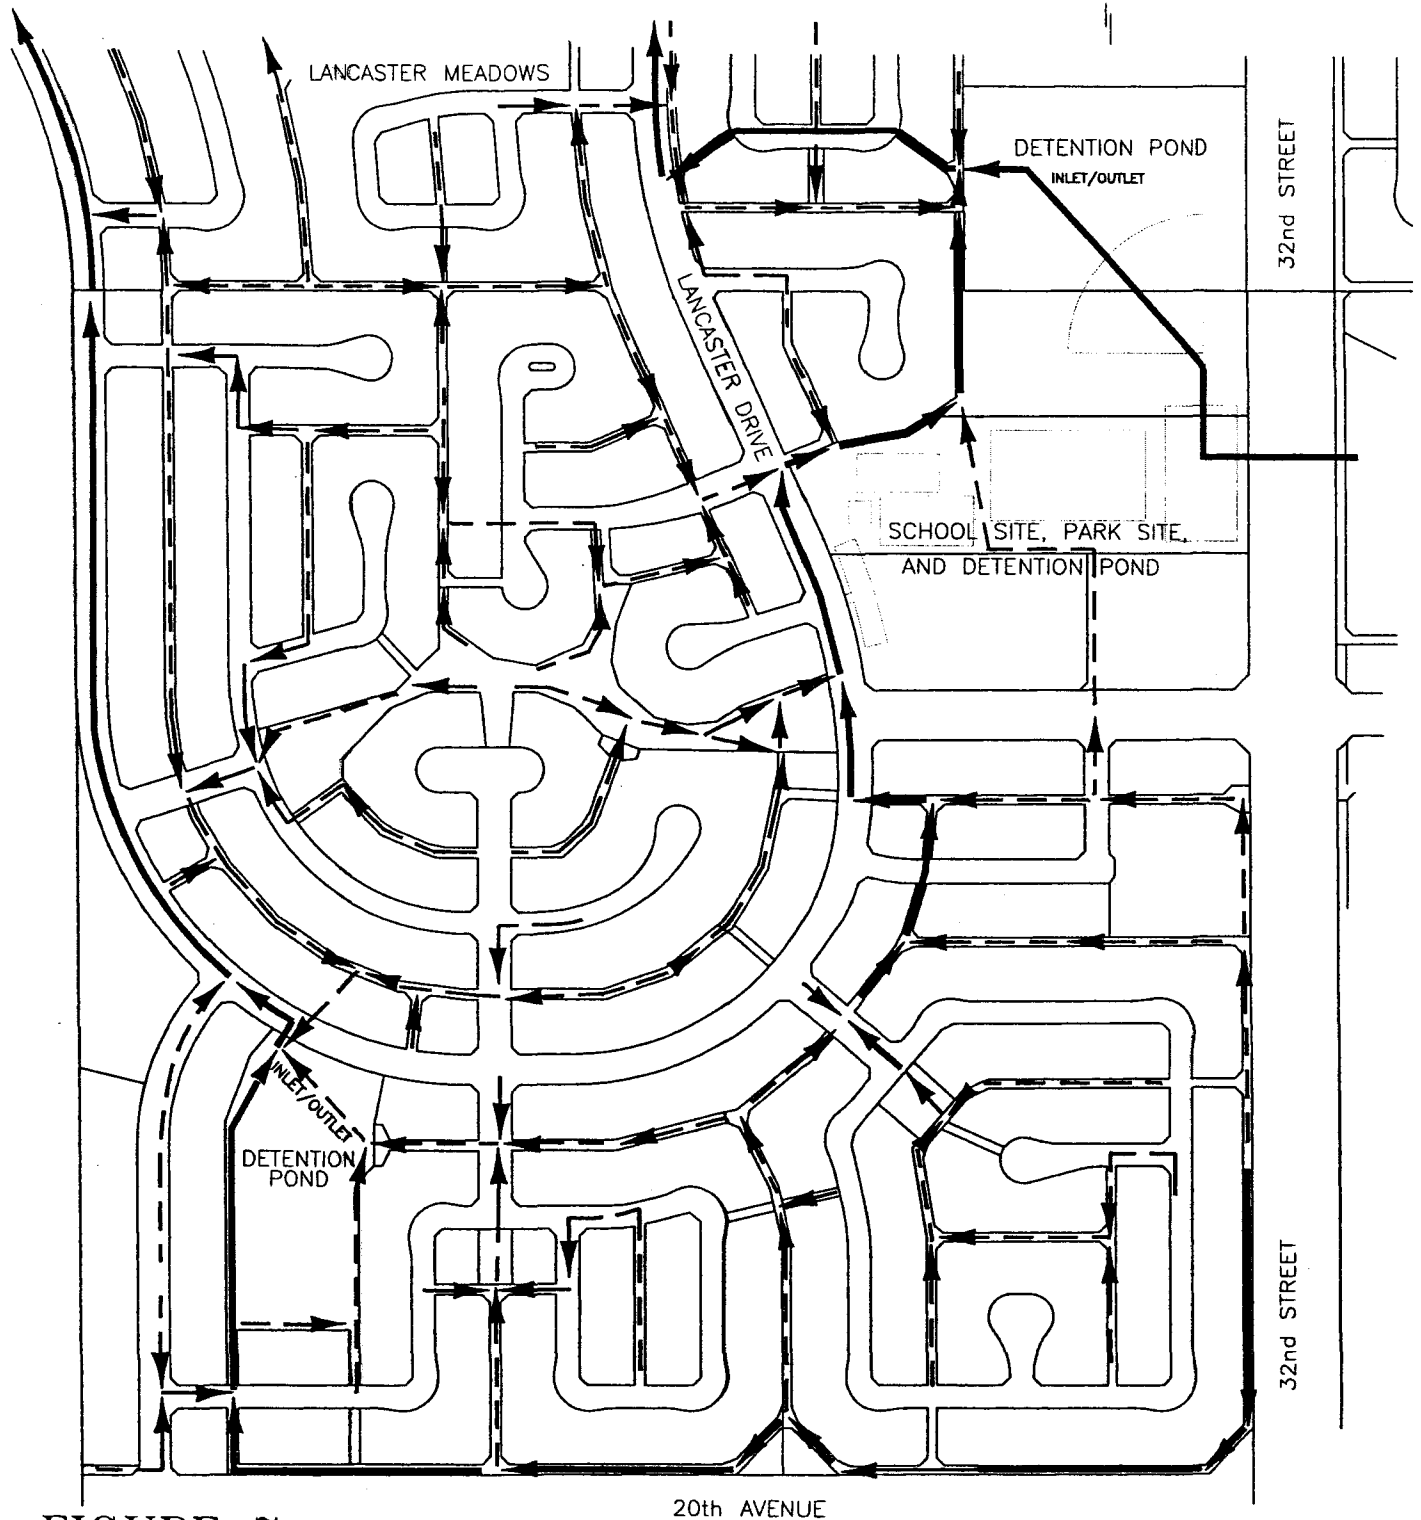 LANCASTER MEADOWS
DETENTION POND
INLET/OUTLET
32nd STREET
LANCASTER DRIVE
SCHOOL SITE, PARK SITE,
AND DETENTION POND
INLET/OUTLET
DETENTION
POND
32nd STREET
20th AVENUE
FIGURE